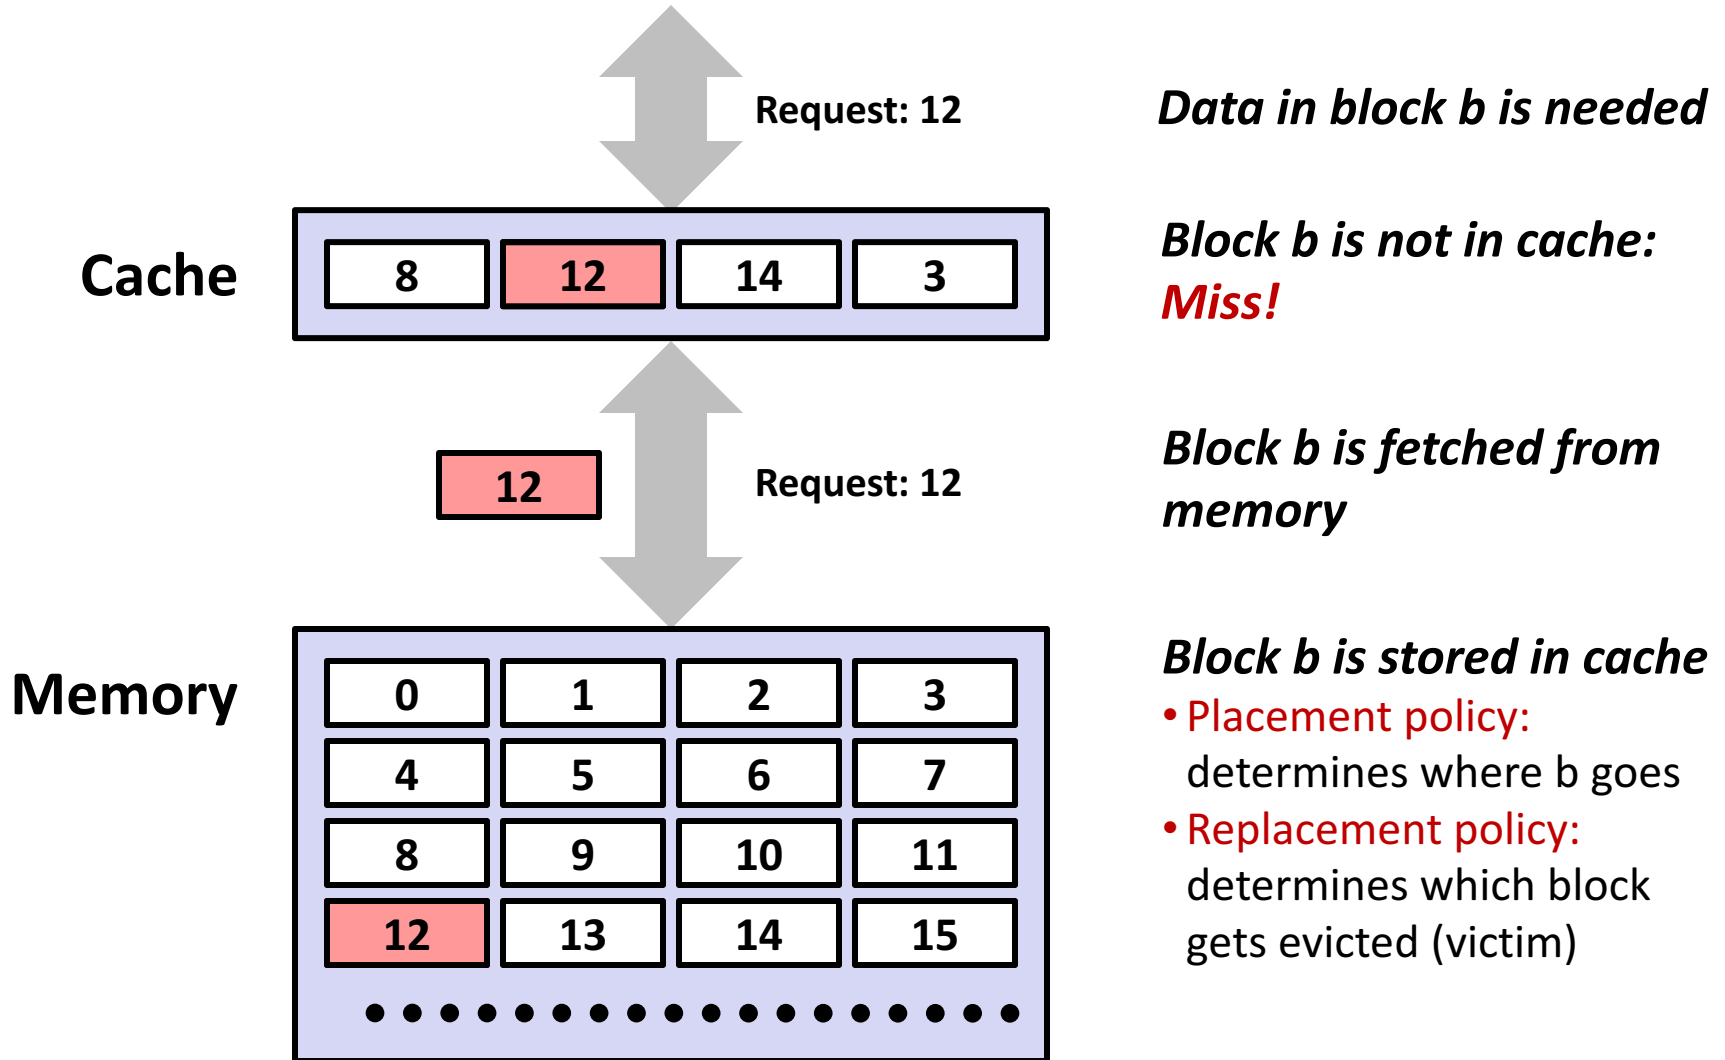 Request: 12
Data in block b is needed
Cache
8 12 14 3
Block b is not in cache:
Miss!
12
Request: 12
Block b is fetched from
memory
Memory
0 1 2 3
4 5 6 7
8 9 10 11
12 13 14 15
Block b is stored in cache
• Placement policy:
determines where b goes
• Replacement policy:
determines which block
gets evicted (victim)